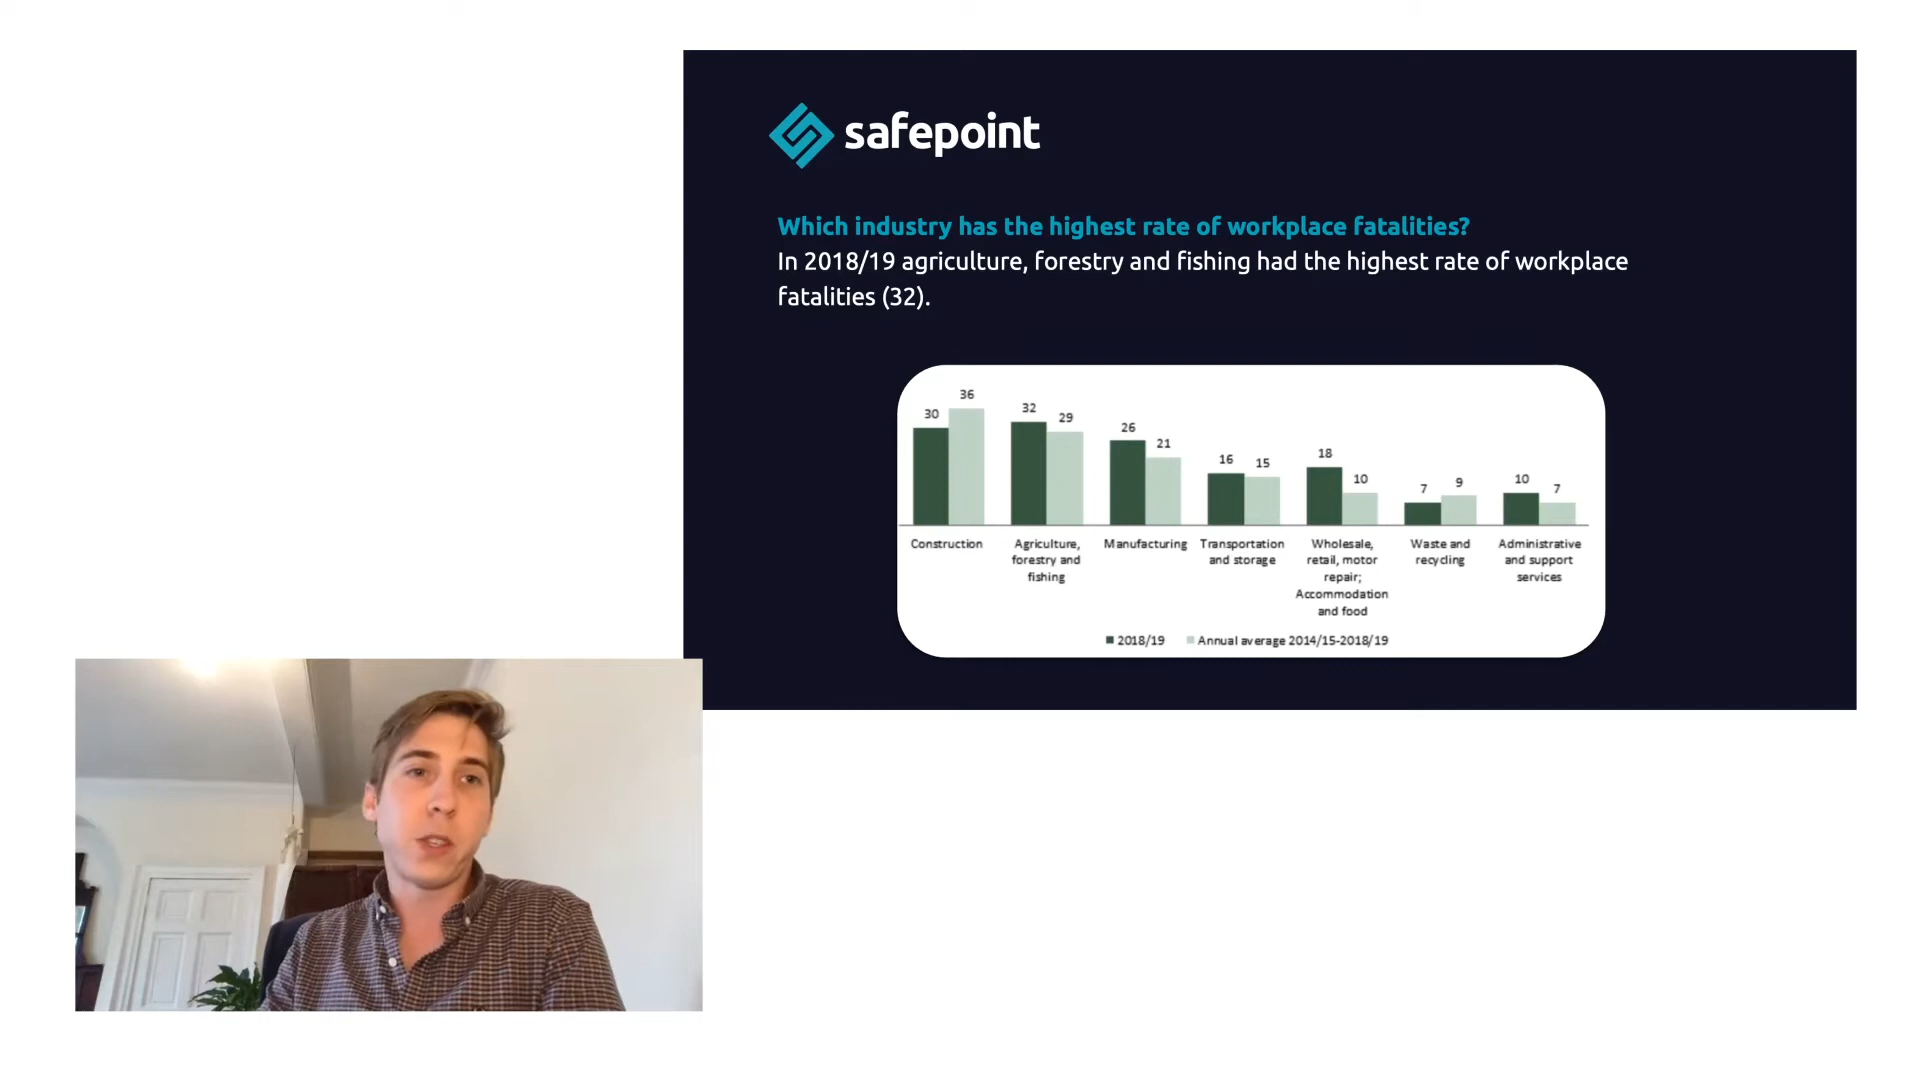 safepoint
Which industry has the highest rate of workplace fatalities?
In 2018/19 agriculture, forestry and fishing had the highest rate of workplace
fatalities (32).
30 36 32 29 26 21 16 15 18 10 7 9 10 7
Construction
Agriculture,
forestry and
fishing
Manufacturing
Transportation
and storage
Wholesale,
retail, motor
repair;
Accommodation
and food
Waste and
recycling
Administrative
and support
services
2018/19 Annual average 2014/15-2018/19